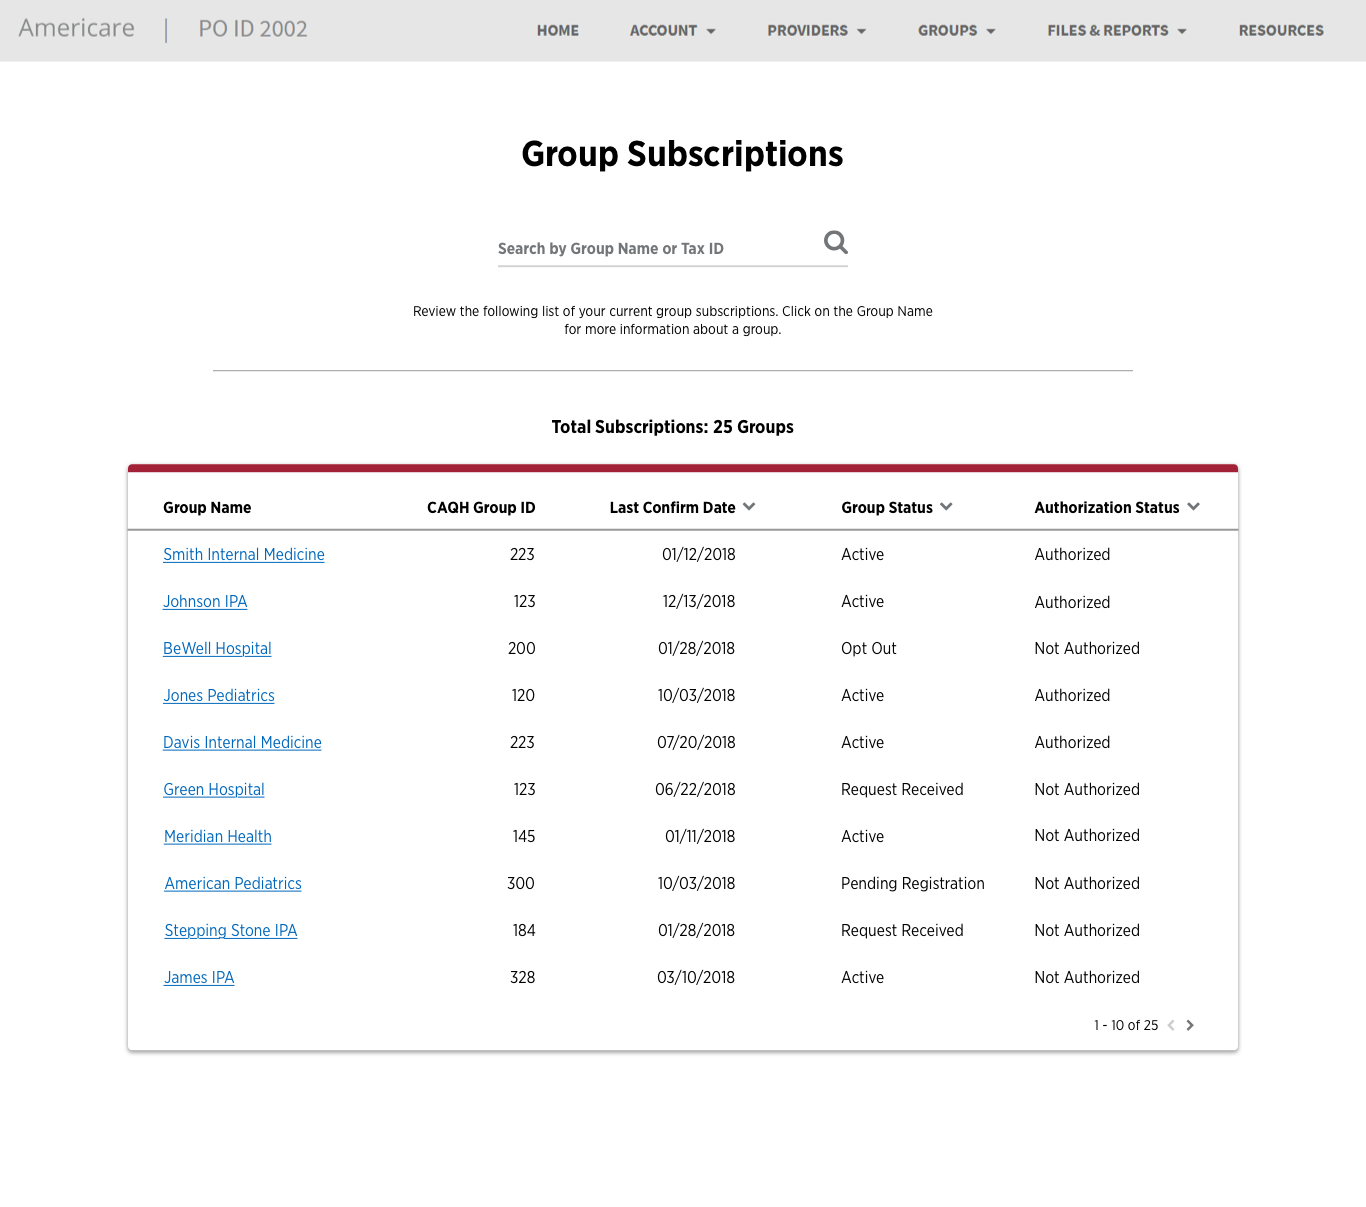 Americare | PO ID 2002 HOME ACCOUNT PROVIDERS GROUPS FILES & REPORTS RESOURCES
Group Subscriptions
Search by Group Name or Tax ID
Review the following list of your current group subscriptions. Click on the Group Name
for more information about a group.
Total Subscriptions: 25 Groups
Group Name CAQH Group ID Last Confirm Date Group Status Authorization Status
Smith Internal Medicine 223 01/12/2018 Active Authorized
Johnson IPA 123 12/13/2018 Active Authorized
BeWell Hospital 200 01/28/2018 Opt Out Not Authorized
Jones Pediatrics 120 10/03/2018 Active Authorized
Davis Internal Medicine 223 07/20/2018 Active Authorized
Green Hospital 123 06/22/2018 Request Received Not Authorized
Meridian Health 145 01/11/2018 Active Not Authorized
American Pediatrics 300 10/03/2018 Pending Registration Not Authorized
Stepping Stone IPA 184 01/28/2018 Request Received Not Authorized
James IPA 328 03/10/2018 Active Not Authorized
1 - 10 of 25